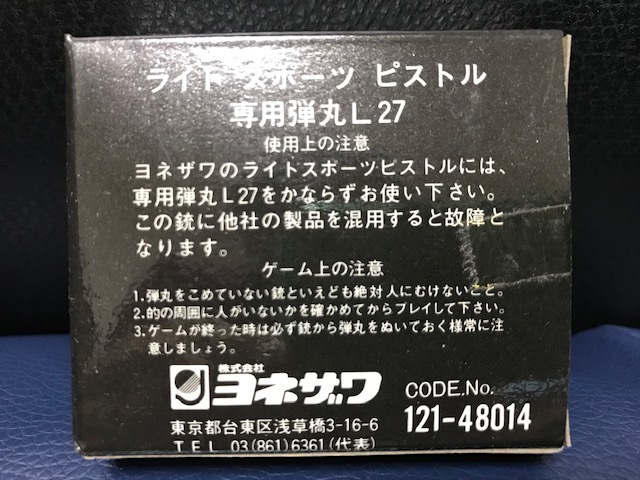 ライト スポーツ ピストル
専用弾丸L27
使用上の注意
ヨネザワのライトスポーツピストルには、
専用弾丸L27をかならずお使い下さい。
この銃に他社の製品を混用すると故障と
なります。
ゲーム上の注意
1.弾丸をこめていない銃といえども絶対人にむけないこと。
2.的の周囲に人がいないかを確かめてからプレイして下さい。
3.ゲームが終った時は必ず銃から弾丸をぬいておく様常に注
意しましょう。
株式会社
ヨネザワ
CODE.No.
東京都台東区浅草橋3-16-6
121-48014
TEL 03(861)6361(代表)